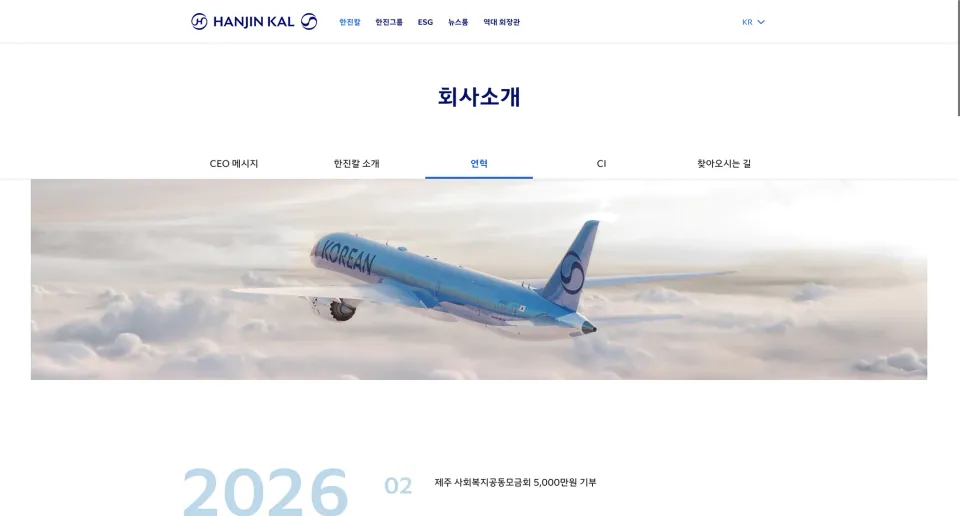 HANJIN KAL 한진칼 한진그룹 ESG 뉴스룸 역대 회장관 KR
회사소개
CEO 메시지 한진칼 소개 연혁 CI 찾아오시는 길
KOREAN
2026 02 제주 사회복지공동모금회 5,000만원 기부